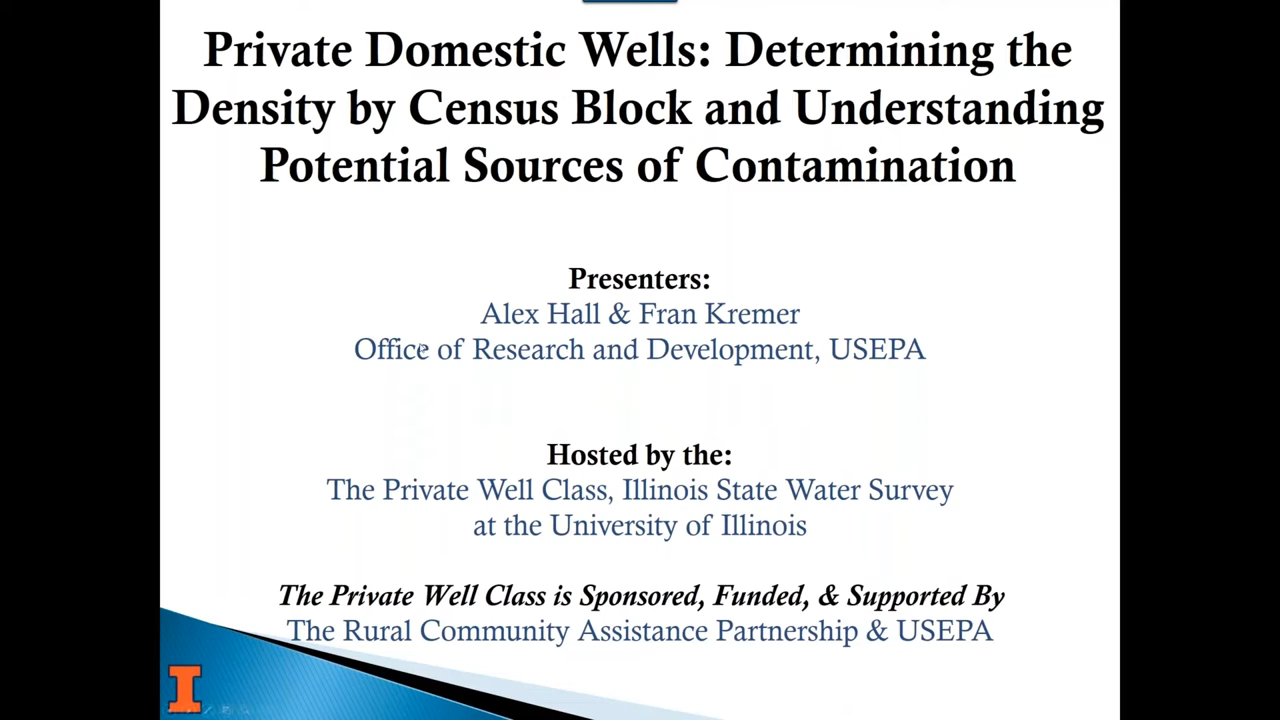 Private Domestic Wells: Determining the
Density by Census Block and Understanding
Potential Sources of Contamination
Presenters:
Alex Hall & Fran Kremer
Office of Research and Development, USEPA
Hosted by the:
The Private Well Class, Illinois State Water Survey
at the University of Illinois
The Private Well Class is Sponsored, Funded, & Supported By
The Rural Community Assistance Partnership & USEPA
I